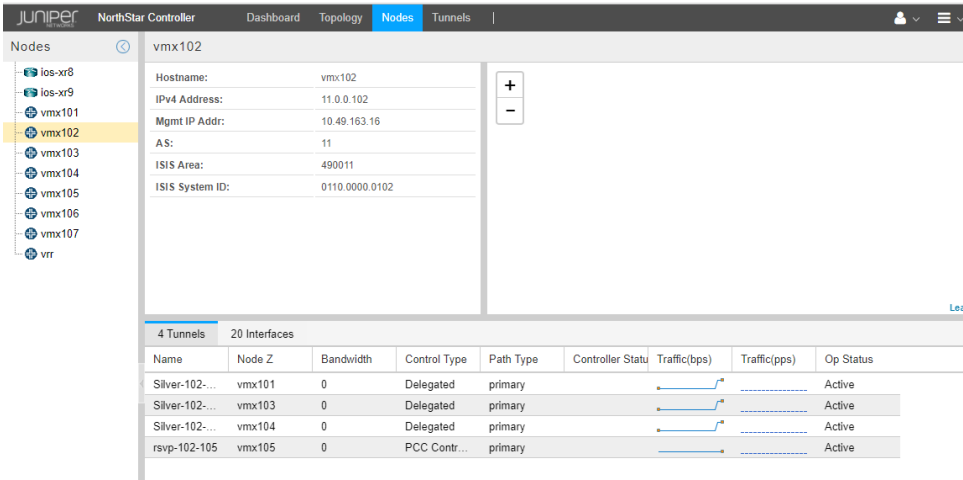 JUNIPER NETWORKS NorthStar Controller Dashboard Topology Nodes Tunnels
Nodes
vmx102
ios-xr8
ios-xr9
vmx101
vmx102
vmx103
vmx104
vmx105
vmx106
vmx107
vrr
Hostname: vmx102
IPv4 Address: 11.0.0.102
Mgmt IP Addr: 10.49.163.16
AS: 11
ISIS Area: 490011
ISIS System ID: 0110.0000.0102
+
−
Lea
4 Tunnels 20 Interfaces
Name Node Z Bandwidth Control Type Path Type Controller Statu Traffic(bps) Traffic(pps) Op Status
Silver-102-... vmx101 0 Delegated primary Active
Silver-102-... vmx103 0 Delegated primary Active
Silver-102-... vmx104 0 Delegated primary Active
rsvp-102-105 vmx105 0 PCC Contr... primary Active